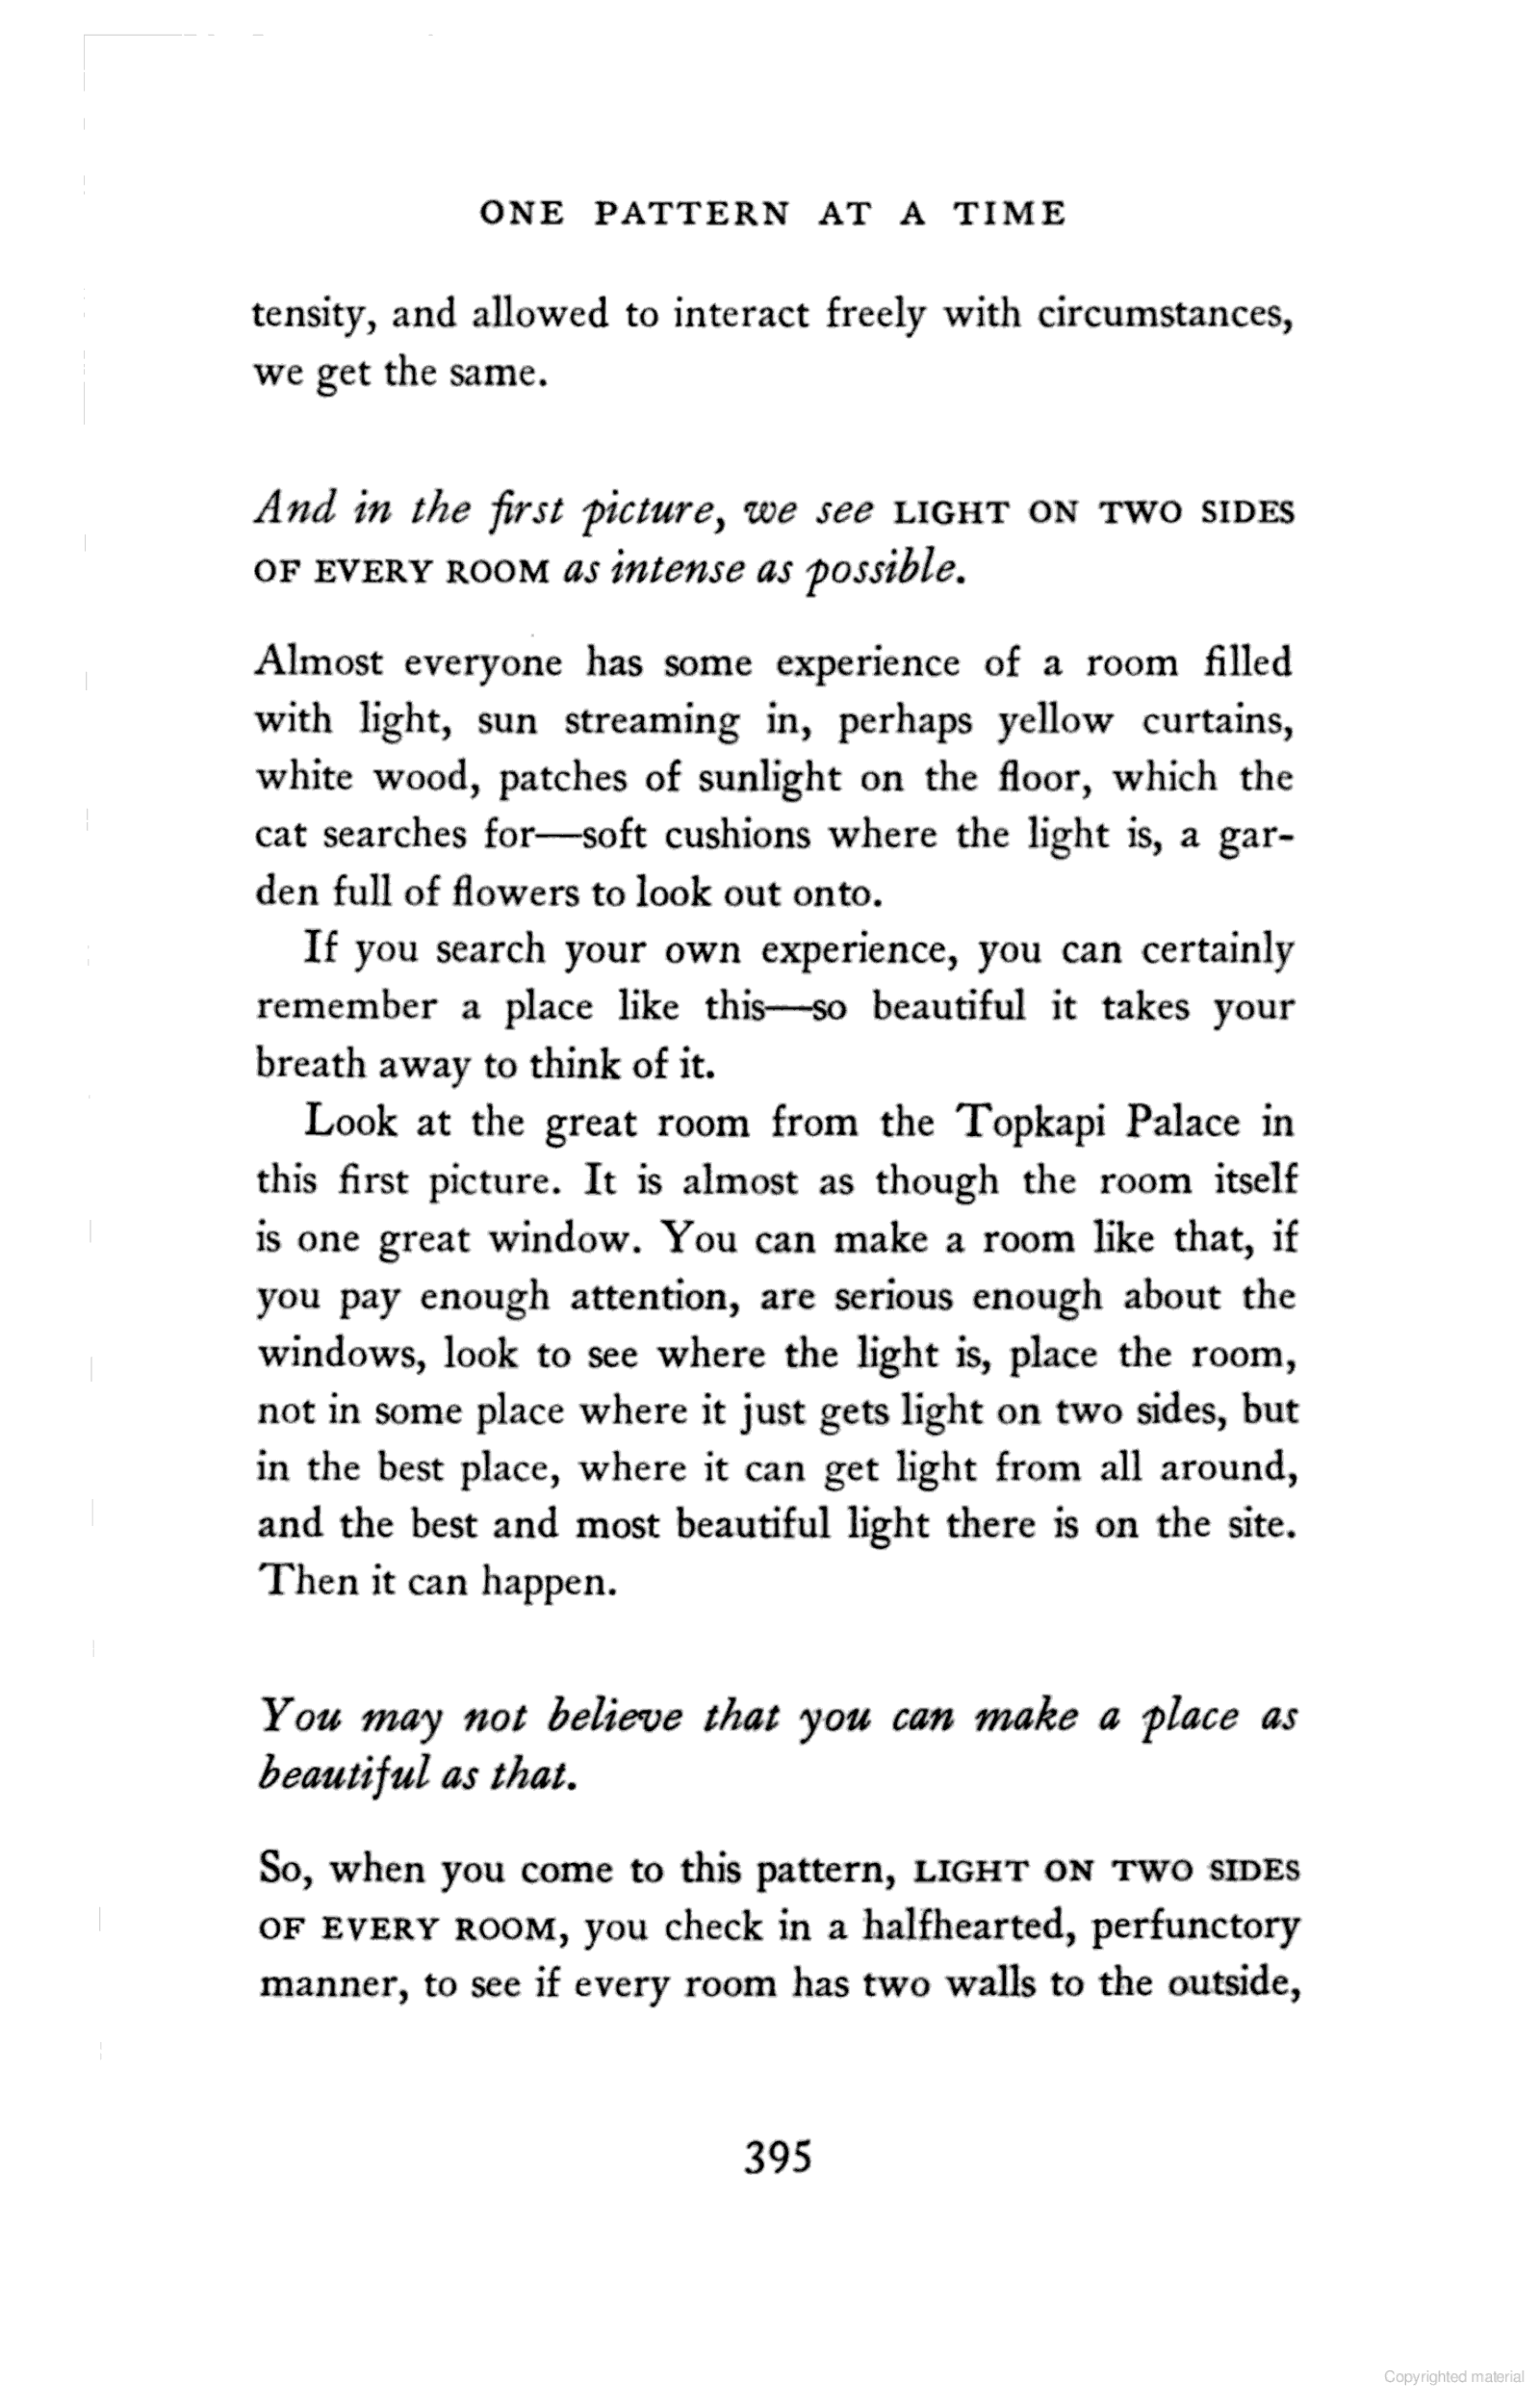 ONE PATTERN AT A TIME
tensity, and allowed to interact freely with circumstances,
we get the same.
And in the first picture, we see LIGHT ON TWO SIDES
OF EVERY ROOM as intense as possible.
Almost everyone has some experience of a room filled
with light, sun streaming in, perhaps yellow curtains,
white wood, patches of sunlight on the floor, which the
cat searches for—soft cushions where the light is, a gar-
den full of flowers to look out onto.
If you search your own experience, you can certainly
remember a place like this—so beautiful it takes your
breath away to think of it.
Look at the great room from the Topkapi Palace in
this first picture. It is almost as though the room itself
is one great window. You can make a room like that, if
you pay enough attention, are serious enough about the
windows, look to see where the light is, place the room,
not in some place where it just gets light on two sides, but
in the best place, where it can get light from all around,
and the best and most beautiful light there is on the site.
Then it can happen.
You may not believe that you can make a place as
beautiful as that.
So, when you come to this pattern, LIGHT ON TWO SIDES
OF EVERY ROOM, you check in a halfhearted, perfunctory
manner, to see if every room has two walls to the outside,
395
Copyrighted material